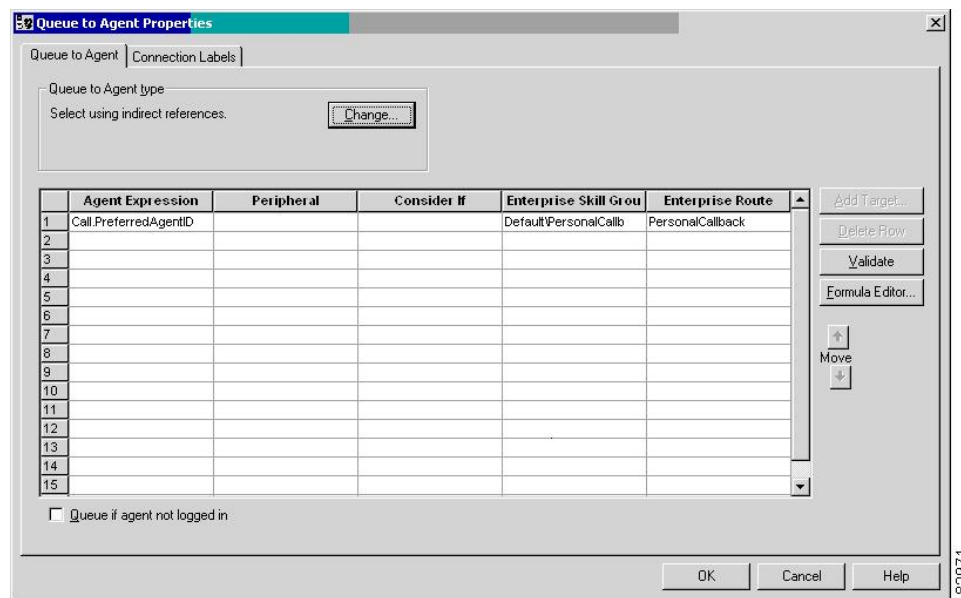 Queue to Agent Properties
Queue to Agent Connection Labels
Queue to Agent type
Select using indirect references. Change...
Agent Expression Peripheral Consider If Enterprise Skill Grou Enterprise Route
Add Target...
1 Call.PreferredAgentID Default\PersonalCallb PersonalCallback
Delete Row
2
3
Validate
4
5
Formula Editor...
6
7
8
Move
9
10
11
12
13
14
15
Queue if agent not logged in
OK Cancel Help